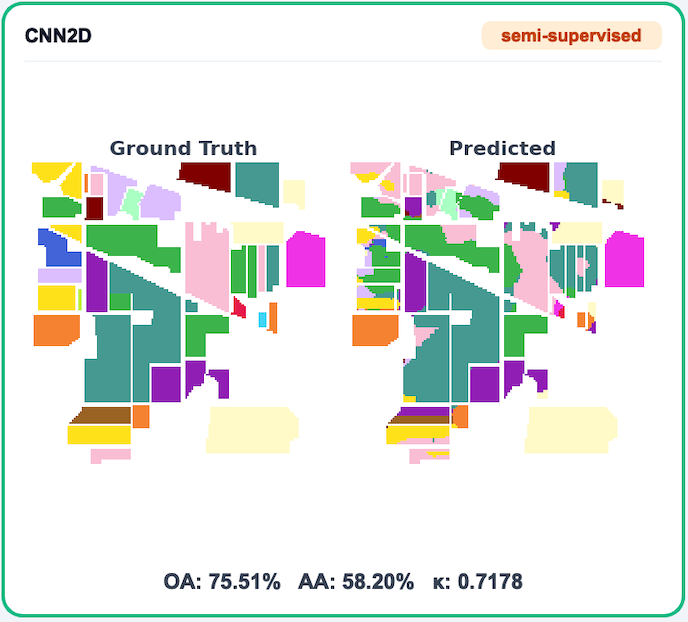 CNN2D
semi-supervised
Ground Truth
Predicted
OA: 75.51% AA: 58.20% κ: 0.7178